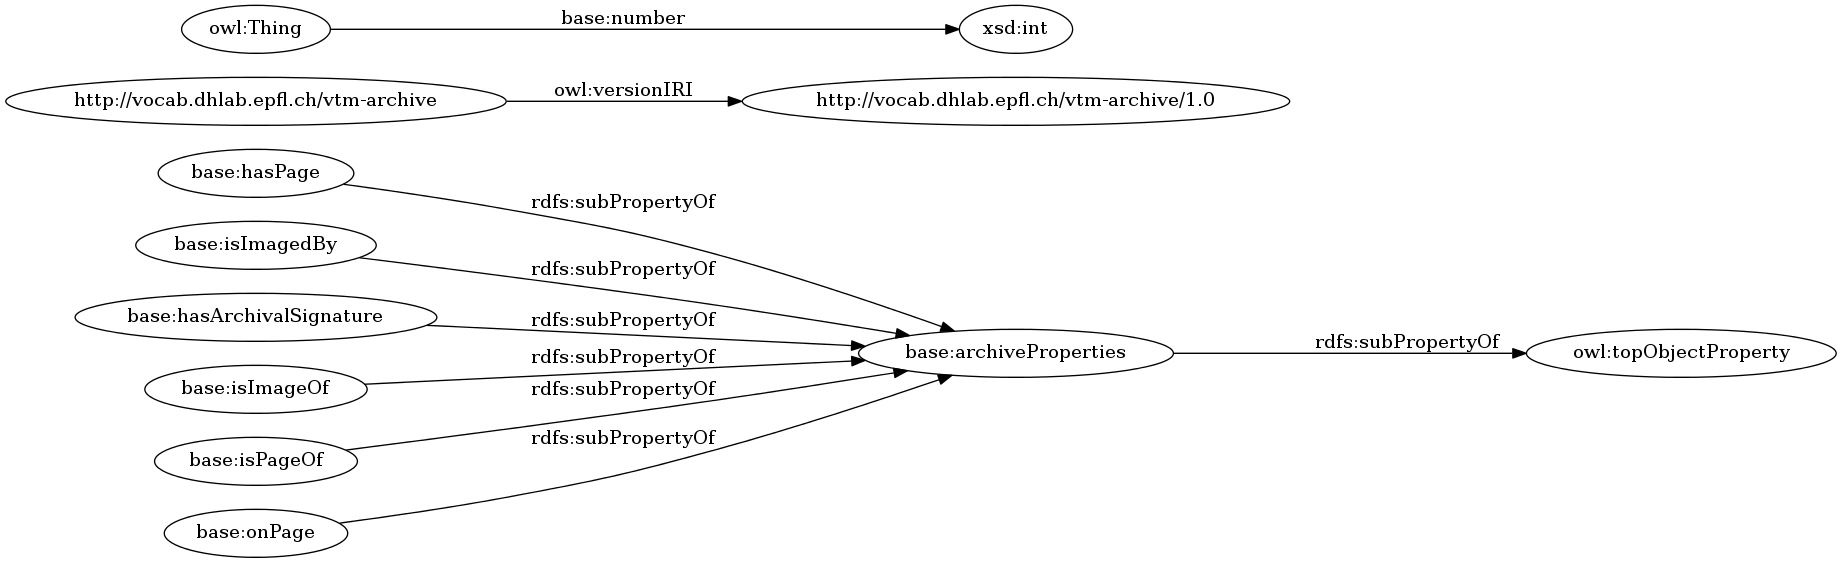 owl:Thing
base:number
xsd:int
http://vocab.dhlab.epfl.ch/vtm-archive
owl:versionIRI
http://vocab.dhlab.epfl.ch/vtm-archive/1.0
base:hasPage
rdfs:subPropertyOf
base:isImagedBy
rdfs:subPropertyOf
base:hasArchivalSignature
rdfs:subPropertyOf
base:isImageOf
rdfs:subPropertyOf
base:isPageOf
rdfs:subPropertyOf
base:onPage
rdfs:subPropertyOf
base:archiveProperties
rdfs:subPropertyOf
owl:topObjectProperty